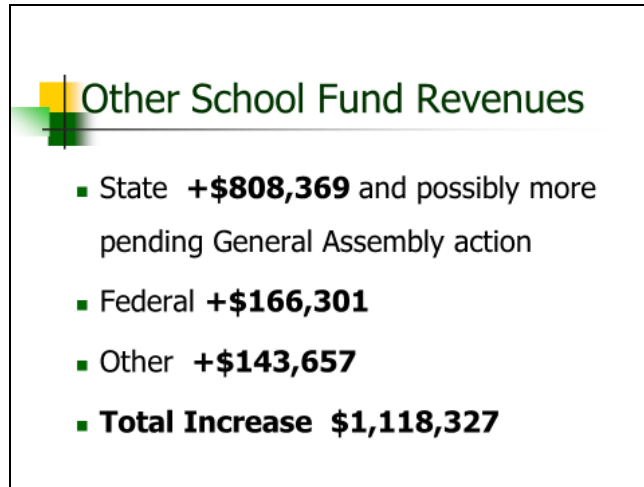 Other School Fund Revenues
State +$808,369 and possibly more
pending General Assembly action
Federal +$166,301
Other +$143,657
Total Increase $1,118,327